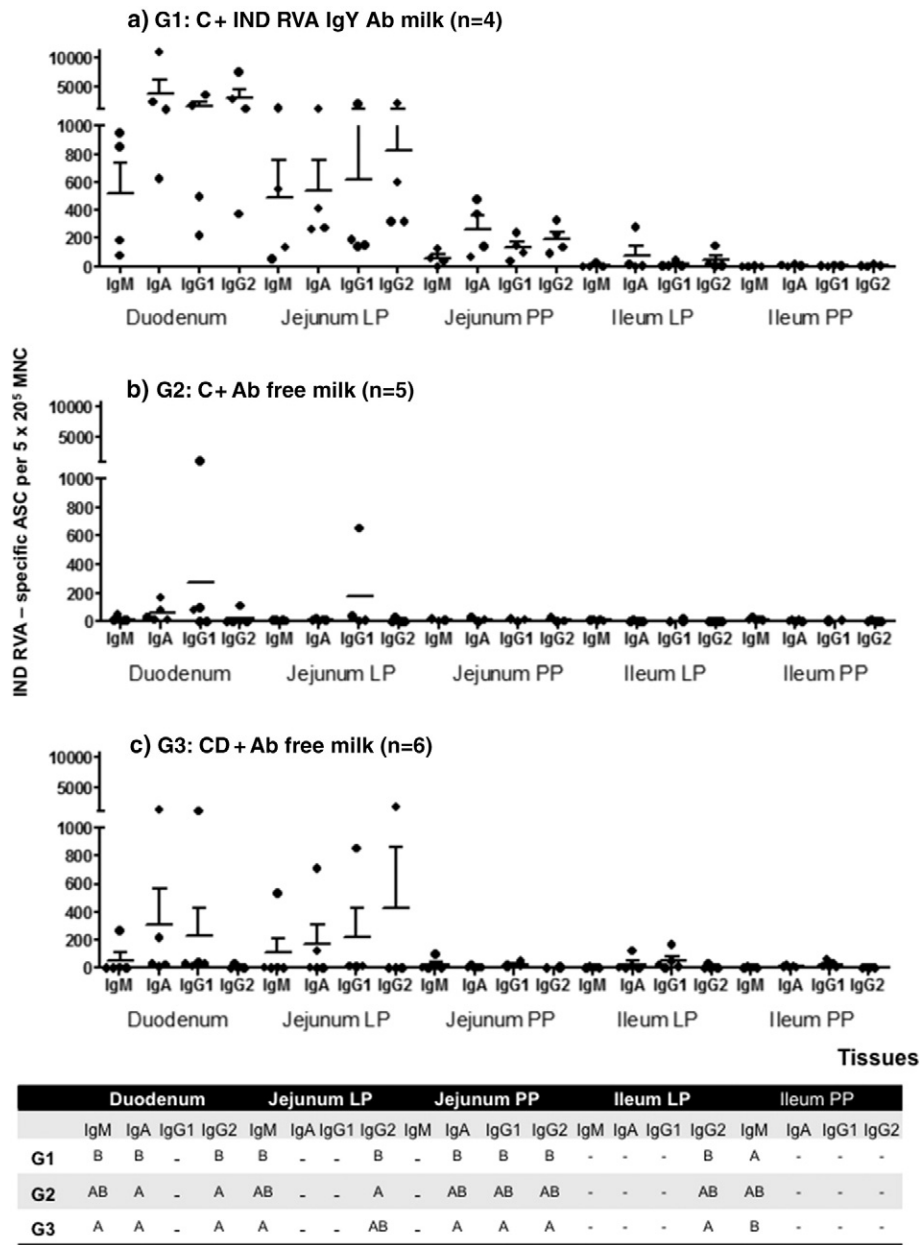 a) G1: C+ IND RVA IgY Ab milk (n=4)
10000
5000
1000
800
600
400
200
0
IgM IgA IgG1 IgG2 IgM IgA IgG1 IgG2 IgM IgA IgG1 IgG2 IgM IgA IgG1 IgG2 IgM IgA IgG1 IgG2
Duodenum Jejunum LP Jejunum PP Ileum LP Ileum PP
IND RVA – specific ASC per 5 x 20⁵ MNC
b) G2: C+ Ab free milk (n=5)
10000
5000
1000
800
600
400
200
0
IgM IgA IgG1 IgG2 IgM IgA IgG1 IgG2 IgM IgA IgG1 IgG2 IgM IgA IgG1 IgG2 IgM IgA IgG1 IgG2
Duodenum Jejunum LP Jejunum PP Ileum LP Ileum PP
c) G3: CD + Ab free milk (n=6)
10000
5000
1000
800
600
400
200
0
IgM IgA IgG1 IgG2 IgM IgA IgG1 IgG2 IgM IgA IgG1 IgG2 IgM IgA IgG1 IgG2 IgM IgA IgG1 IgG2
Duodenum Jejunum LP Jejunum PP Ileum LP Ileum PP
Tissues
Duodenum Jejunum LP Jejunum PP Ileum LP Ileum PP
IgM IgA IgG1 IgG2 IgM IgA IgG1 IgG2 IgM IgA IgG1 IgG2 IgM IgA IgG1 IgG2 IgM IgA IgG1 IgG2
G1 B B - B B - - B - B B B - - - B A - - -
G2 AB A - A AB - - A - AB AB AB - - - AB AB - - -
G3 A A - A A - - AB - A A A - - - A B - - -